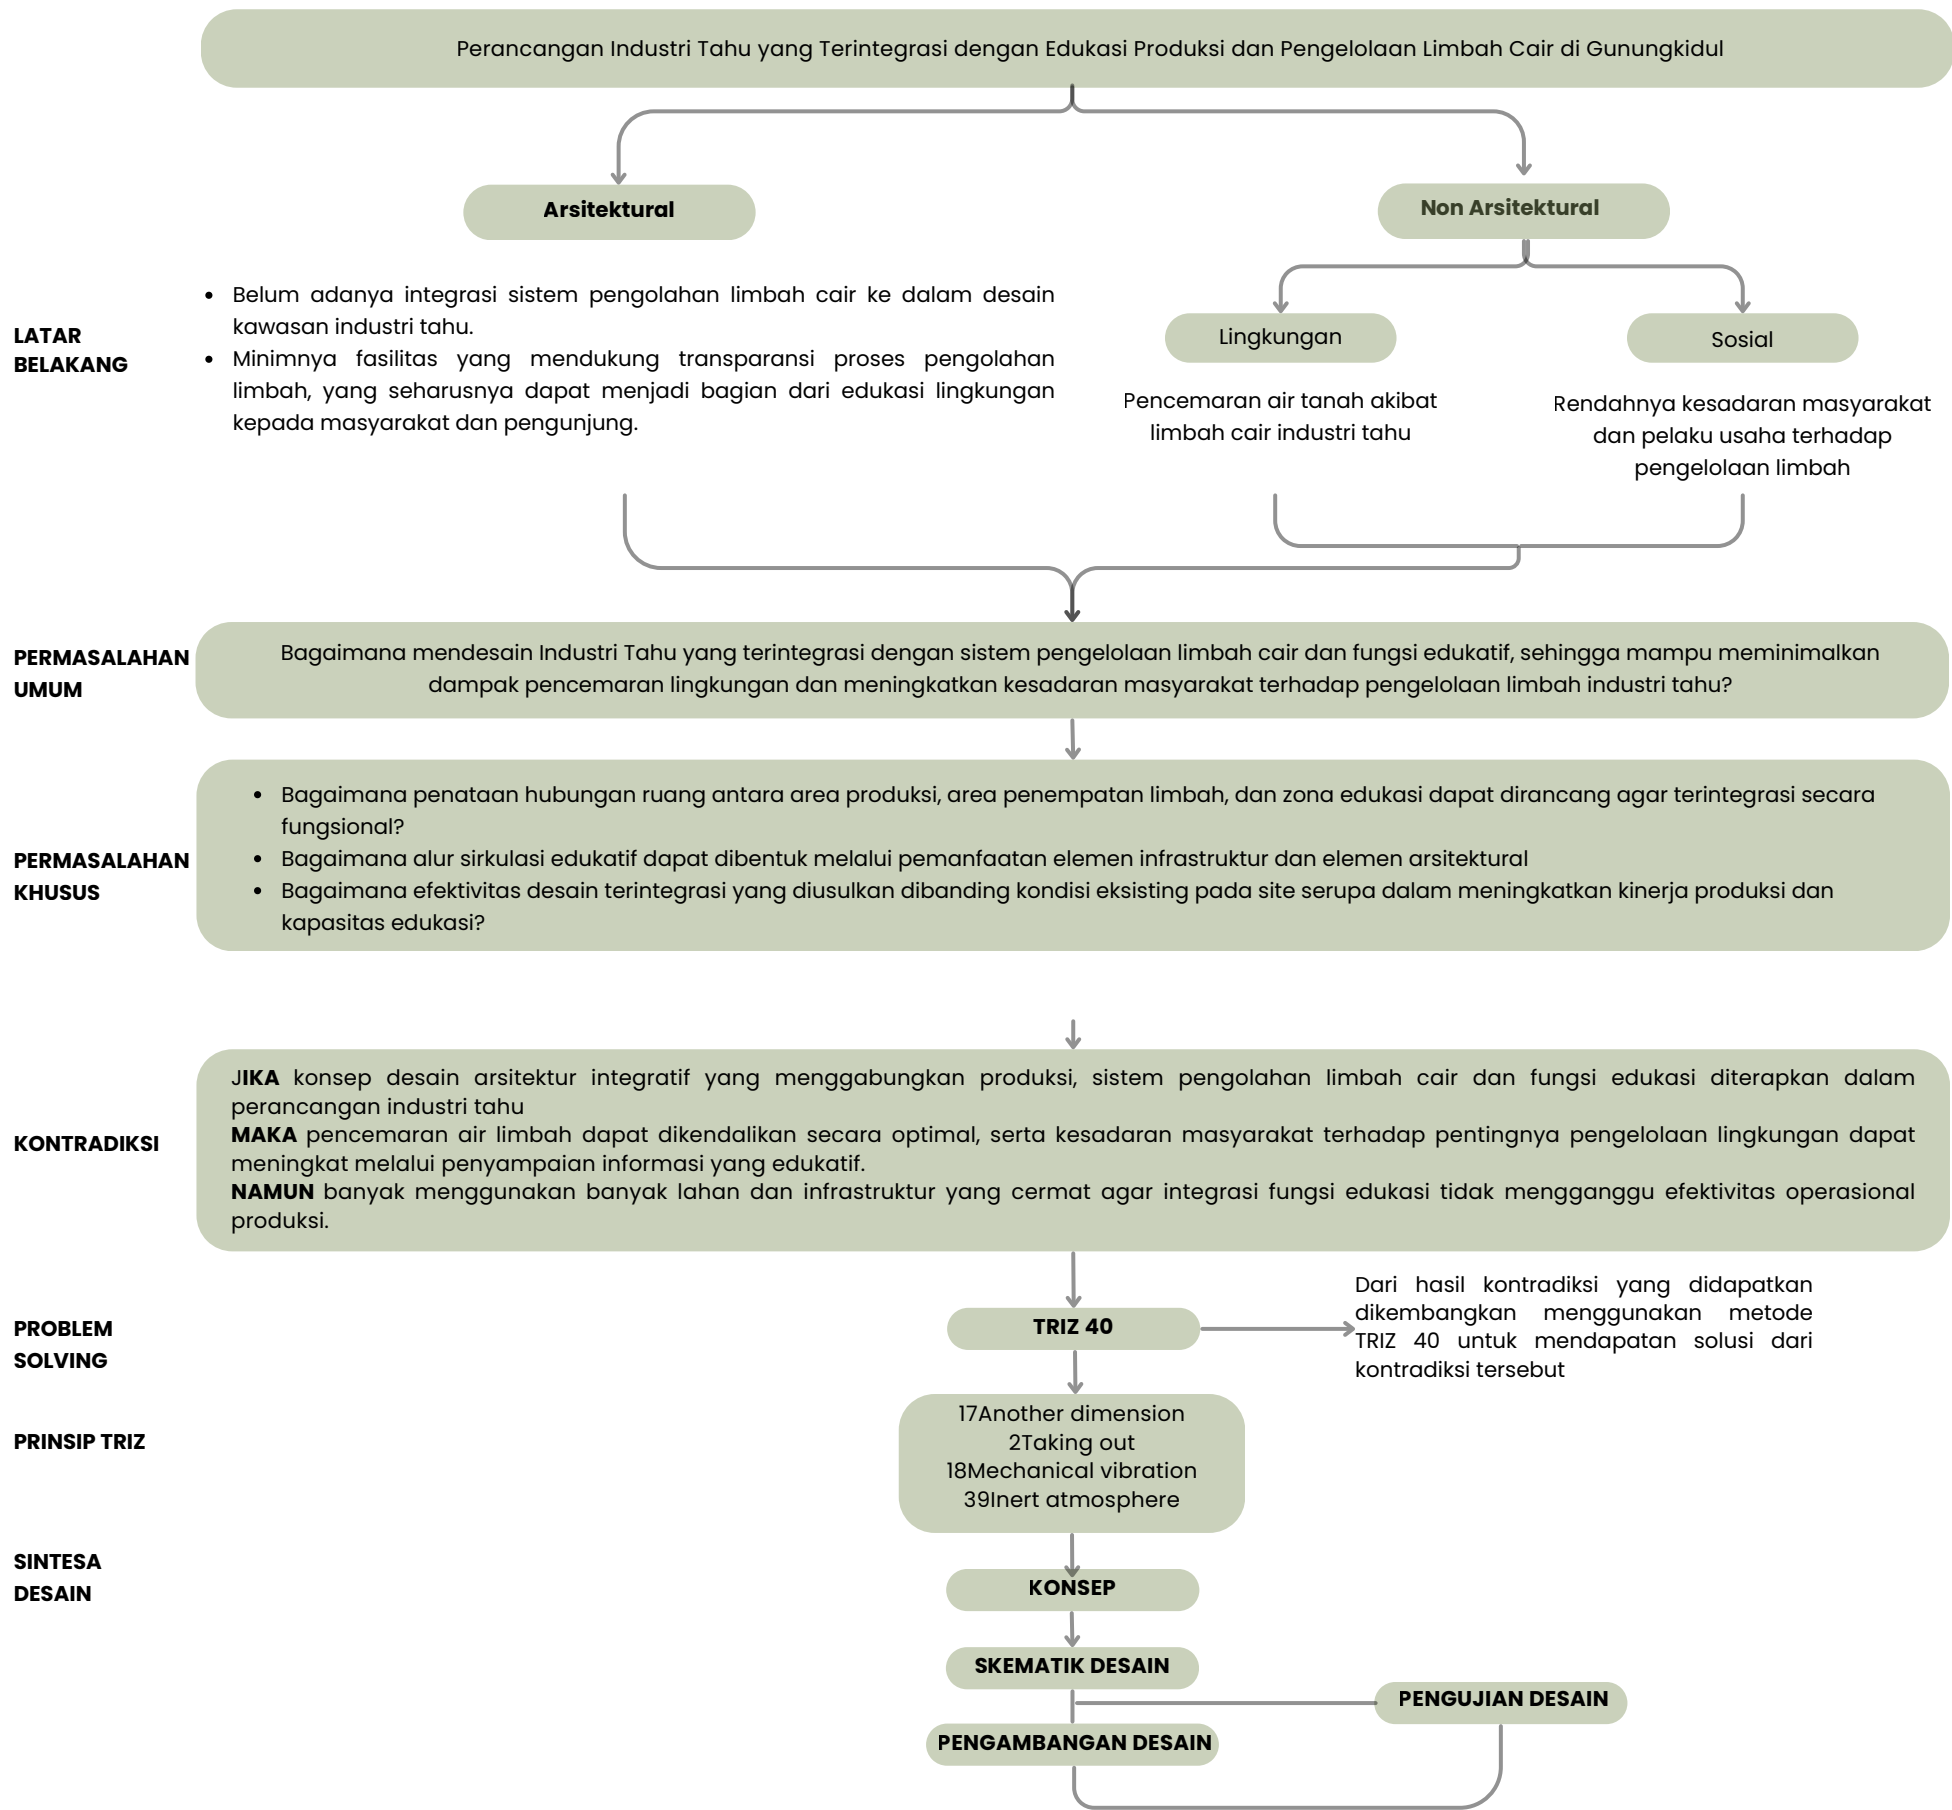 Perancangan Industri Tahu yang Terintegrasi dengan Edukasi Produksi dan Pengelolaan Limbah Cair di Gunungkidul
Arsitektural
Non Arsitektural
LATAR
BELAKANG
• Belum adanya integrasi sistem pengolahan limbah cair ke dalam desain
kawasan industri tahu.
• Minimnya fasilitas yang mendukung transparansi proses pengolahan
limbah, yang seharusnya dapat menjadi bagian dari edukasi lingkungan
kepada masyarakat dan pengunjung.
Lingkungan
Pencemaran air tanah akibat
limbah cair industri tahu
Sosial
Rendahnya kesadaran masyarakat
dan pelaku usaha terhadap
pengelolaan limbah
PERMASALAHAN
UMUM
Bagaimana mendesain Industri Tahu yang terintegrasi dengan sistem pengelolaan limbah cair dan fungsi edukatif, sehingga mampu meminimalkan
dampak pencemaran lingkungan dan meningkatkan kesadaran masyarakat terhadap pengelolaan limbah industri tahu?
PERMASALAHAN
KHUSUS
• Bagaimana penataan hubungan ruang antara area produksi, area penempatan limbah, dan zona edukasi dapat dirancang agar terintegrasi secara
fungsional?
• Bagaimana alur sirkulasi edukatif dapat dibentuk melalui pemanfaatan elemen infrastruktur dan elemen arsitektural
• Bagaimana efektivitas desain terintegrasi yang diusulkan dibanding kondisi eksisting pada site serupa dalam meningkatkan kinerja produksi dan
kapasitas edukasi?
KONTRADIKSI
JIKA konsep desain arsitektur integratif yang menggabungkan produksi, sistem pengolahan limbah cair dan fungsi edukasi diterapkan dalam
perancangan industri tahu
MAKA pencemaran air limbah dapat dikendalikan secara optimal, serta kesadaran masyarakat terhadap pentingnya pengelolaan lingkungan dapat
meningkat melalui penyampaian informasi yang edukatif.
NAMUN banyak menggunakan banyak lahan dan infrastruktur yang cermat agar integrasi fungsi edukasi tidak mengganggu efektivitas operasional
produksi.
PROBLEM
SOLVING
TRIZ 40
Dari hasil kontradiksi yang didapatkan
dikembangkan menggunakan metode
TRIZ 40 untuk mendapatan solusi dari
kontradiksi tersebut
PRINSIP TRIZ
17Another dimension
2Taking out
18Mechanical vibration
39Inert atmosphere
SINTESA
DESAIN
KONSEP
SKEMATIK DESAIN
PENGUJIAN DESAIN
PENGAMBANGAN DESAIN